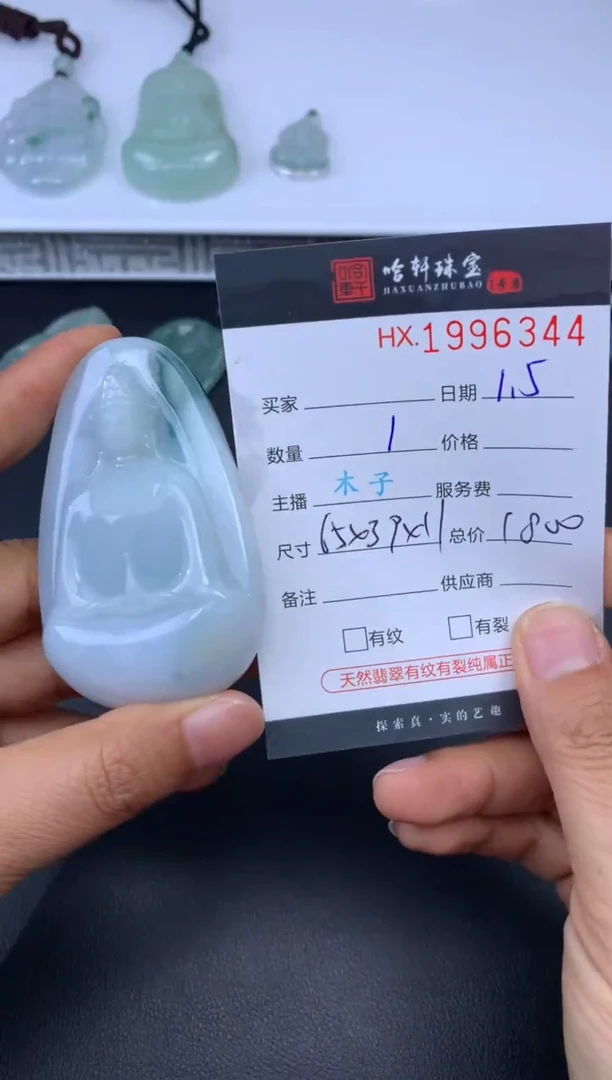 哈轩珠宝
HAXUANZHUBAO
HX.1996344
买家 日期 1.5
数量 1 价格
主播 木子 服务费
尺寸 65x39x11 总价 1800
备注 供应商
有纹 有裂
天然翡翠有纹有裂纯属正
探索真·实的艺趣